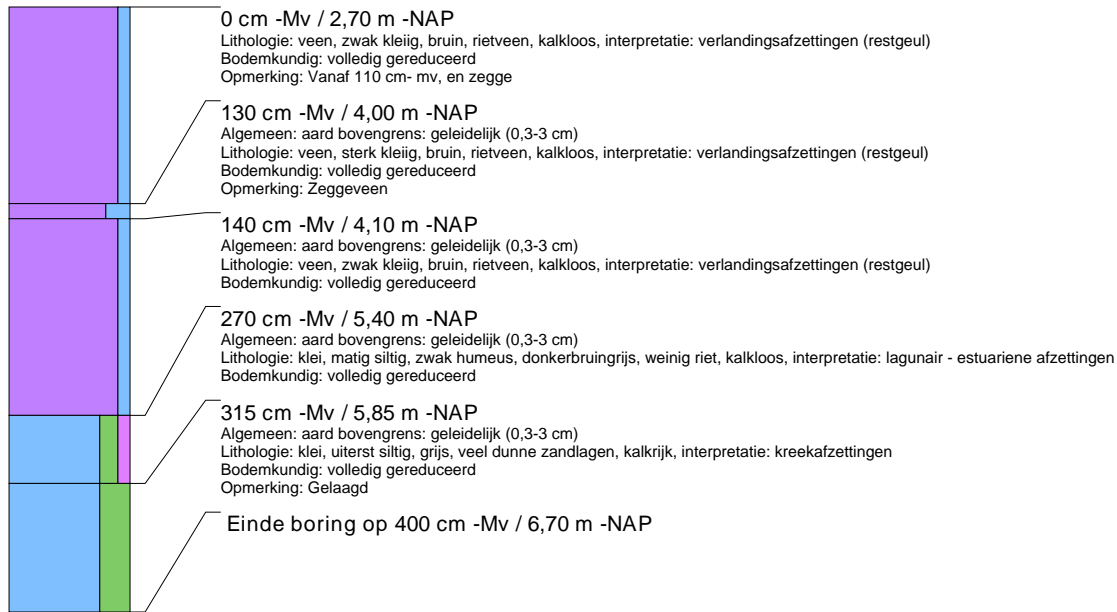 0 cm -Mv / 2,70 m -NAP
Lithologie: veen, zwak kleiig, bruin, rietveen, kalkloos, interpretatie: verlandingsafzettingen (restgeul)
Bodemkundig: volledig gereduceerd
Opmerking: Vanaf 110 cm- mv, en zegge
130 cm -Mv / 4,00 m -NAP
Algemeen: aard bovengrens: geleidelijk (0,3-3 cm)
Lithologie: veen, sterk kleiig, bruin, rietveen, kalkloos, interpretatie: verlandingsafzettingen (restgeul)
Bodemkundig: volledig gereduceerd
Opmerking: Zeggeveen
140 cm -Mv / 4,10 m -NAP
Algemeen: aard bovengrens: geleidelijk (0,3-3 cm)
Lithologie: veen, zwak kleiig, bruin, rietveen, kalkloos, interpretatie: verlandingsafzettingen (restgeul)
Bodemkundig: volledig gereduceerd
270 cm -Mv / 5,40 m -NAP
Algemeen: aard bovengrens: geleidelijk (0,3-3 cm)
Lithologie: klei, matig siltig, zwak humeus, donkerbruingrijs, weinig riet, kalkloos, interpretatie: lagunair - estuariene afzettingen
Bodemkundig: volledig gereduceerd
315 cm -Mv / 5,85 m -NAP
Algemeen: aard bovengrens: geleidelijk (0,3-3 cm)
Lithologie: klei, uiterst siltig, grijs, veel dunne zandlagen, kalkrijk, interpretatie: kreekafzettingen
Bodemkundig: volledig gereduceerd
Opmerking: Gelaagd
Einde boring op 400 cm -Mv / 6,70 m -NAP